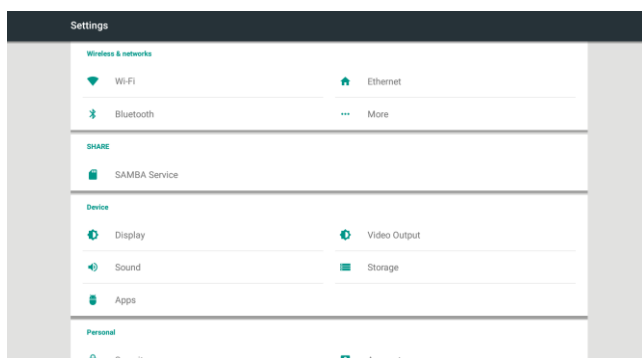 Settings
Wireless & networks
Wi-Fi
Ethernet
Bluetooth
More
SHARE
SAMBA Service
Device
Display
Video Output
Sound
Storage
Apps
Personal